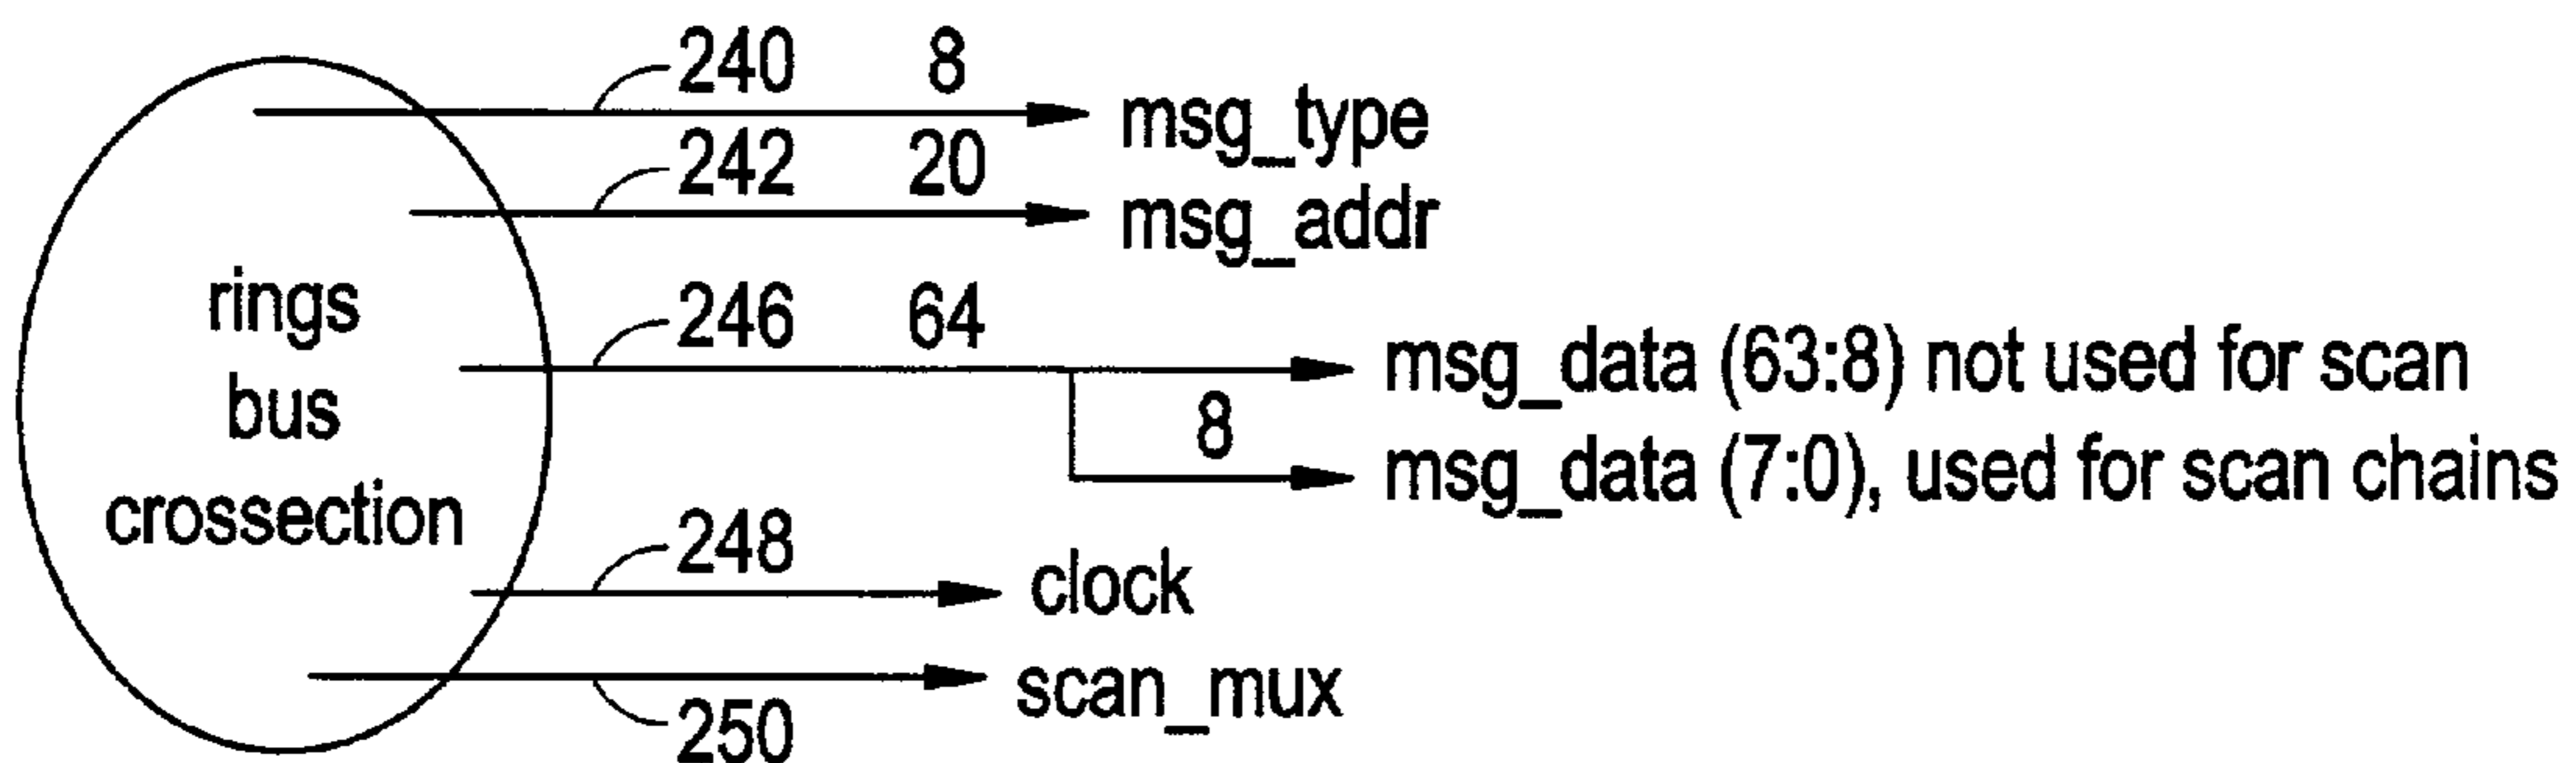 240 8
msg_type
242 20
msg_addr
rings
bus
crossection
246 64
msg_data (63:8) not used for scan
8
msg_data (7:0), used for scan chains
248
clock
scan_mux
250